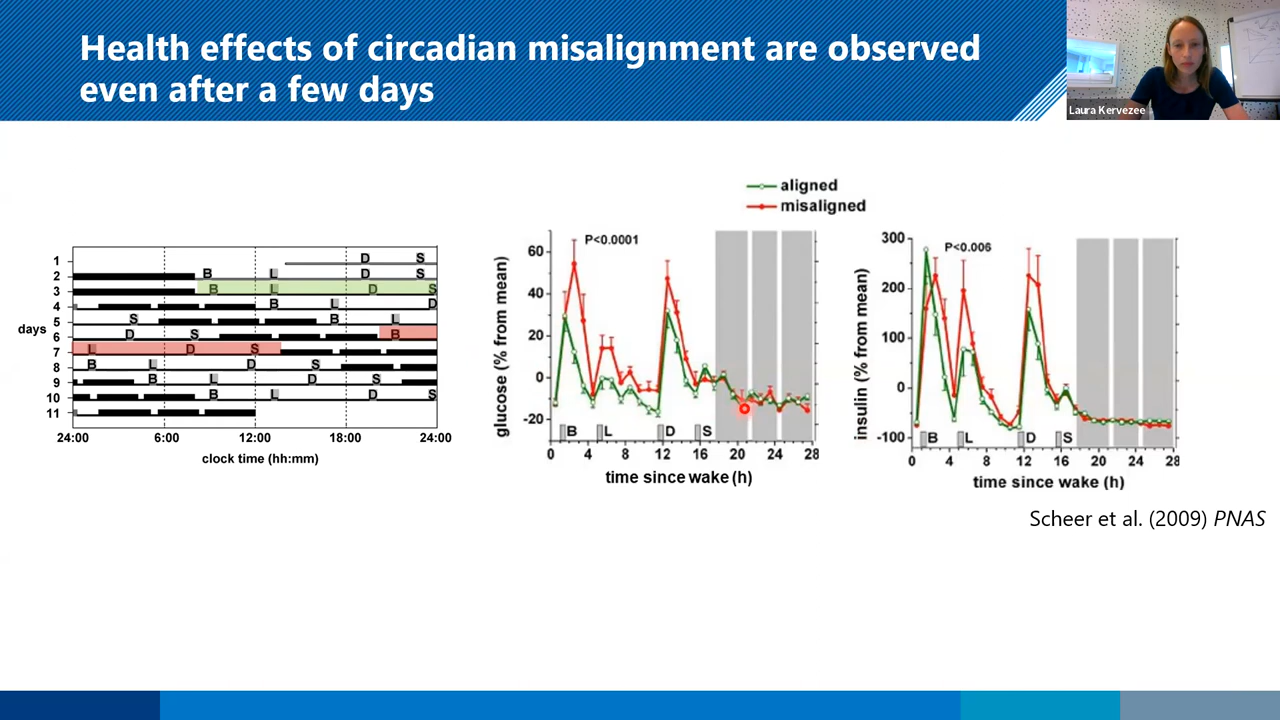 Health effects of circadian misalignment are observed
even after a few days
Laura Kervezee
aligned
misaligned
days
1 D S
2 B L D S
3 B L D S
4 B L D
5 S B L
6 D S B
7 L D S
8 B L D S
9 B L D S
10 B L D S
11
24:00 6:00 12:00 18:00 24:00
clock time (hh:mm)
glucose (% from mean)
P<0.0001
60
40
20
0
-20
B L D S
0 4 8 12 16 20 24 28
time since wake (h)
insulin (% from mean)
P<0.006
300
200
100
0
-100
B L D S
0 4 8 12 16 20 24 28
time since wake (h)
Scheer et al. (2009) PNAS